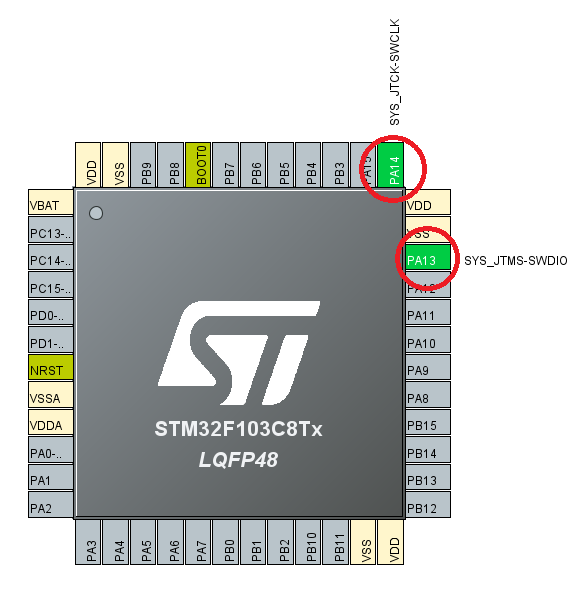 SYS_JTCK-SWCLK
VDD
VSS
PB9
PB8
BOOT0
PB7
PB6
PB5
PB4
PB3
PA15
PA14
VBAT
PC13-..
PC14-..
PC15-..
PD0-..
PD1-..
NRST
VSSA
VDDA
PA0-..
PA1
PA2
VDD
VSS
PA13
SYS_JTMS-SWDIO
PA12
PA11
PA10
PA9
PA8
PB15
PB14
PB13
PB12
ST
STM32F103C8Tx
LQFP48
PA3
PA4
PA5
PA6
PA7
PB0
PB1
PB2
PB10
PB11
VSS
VDD